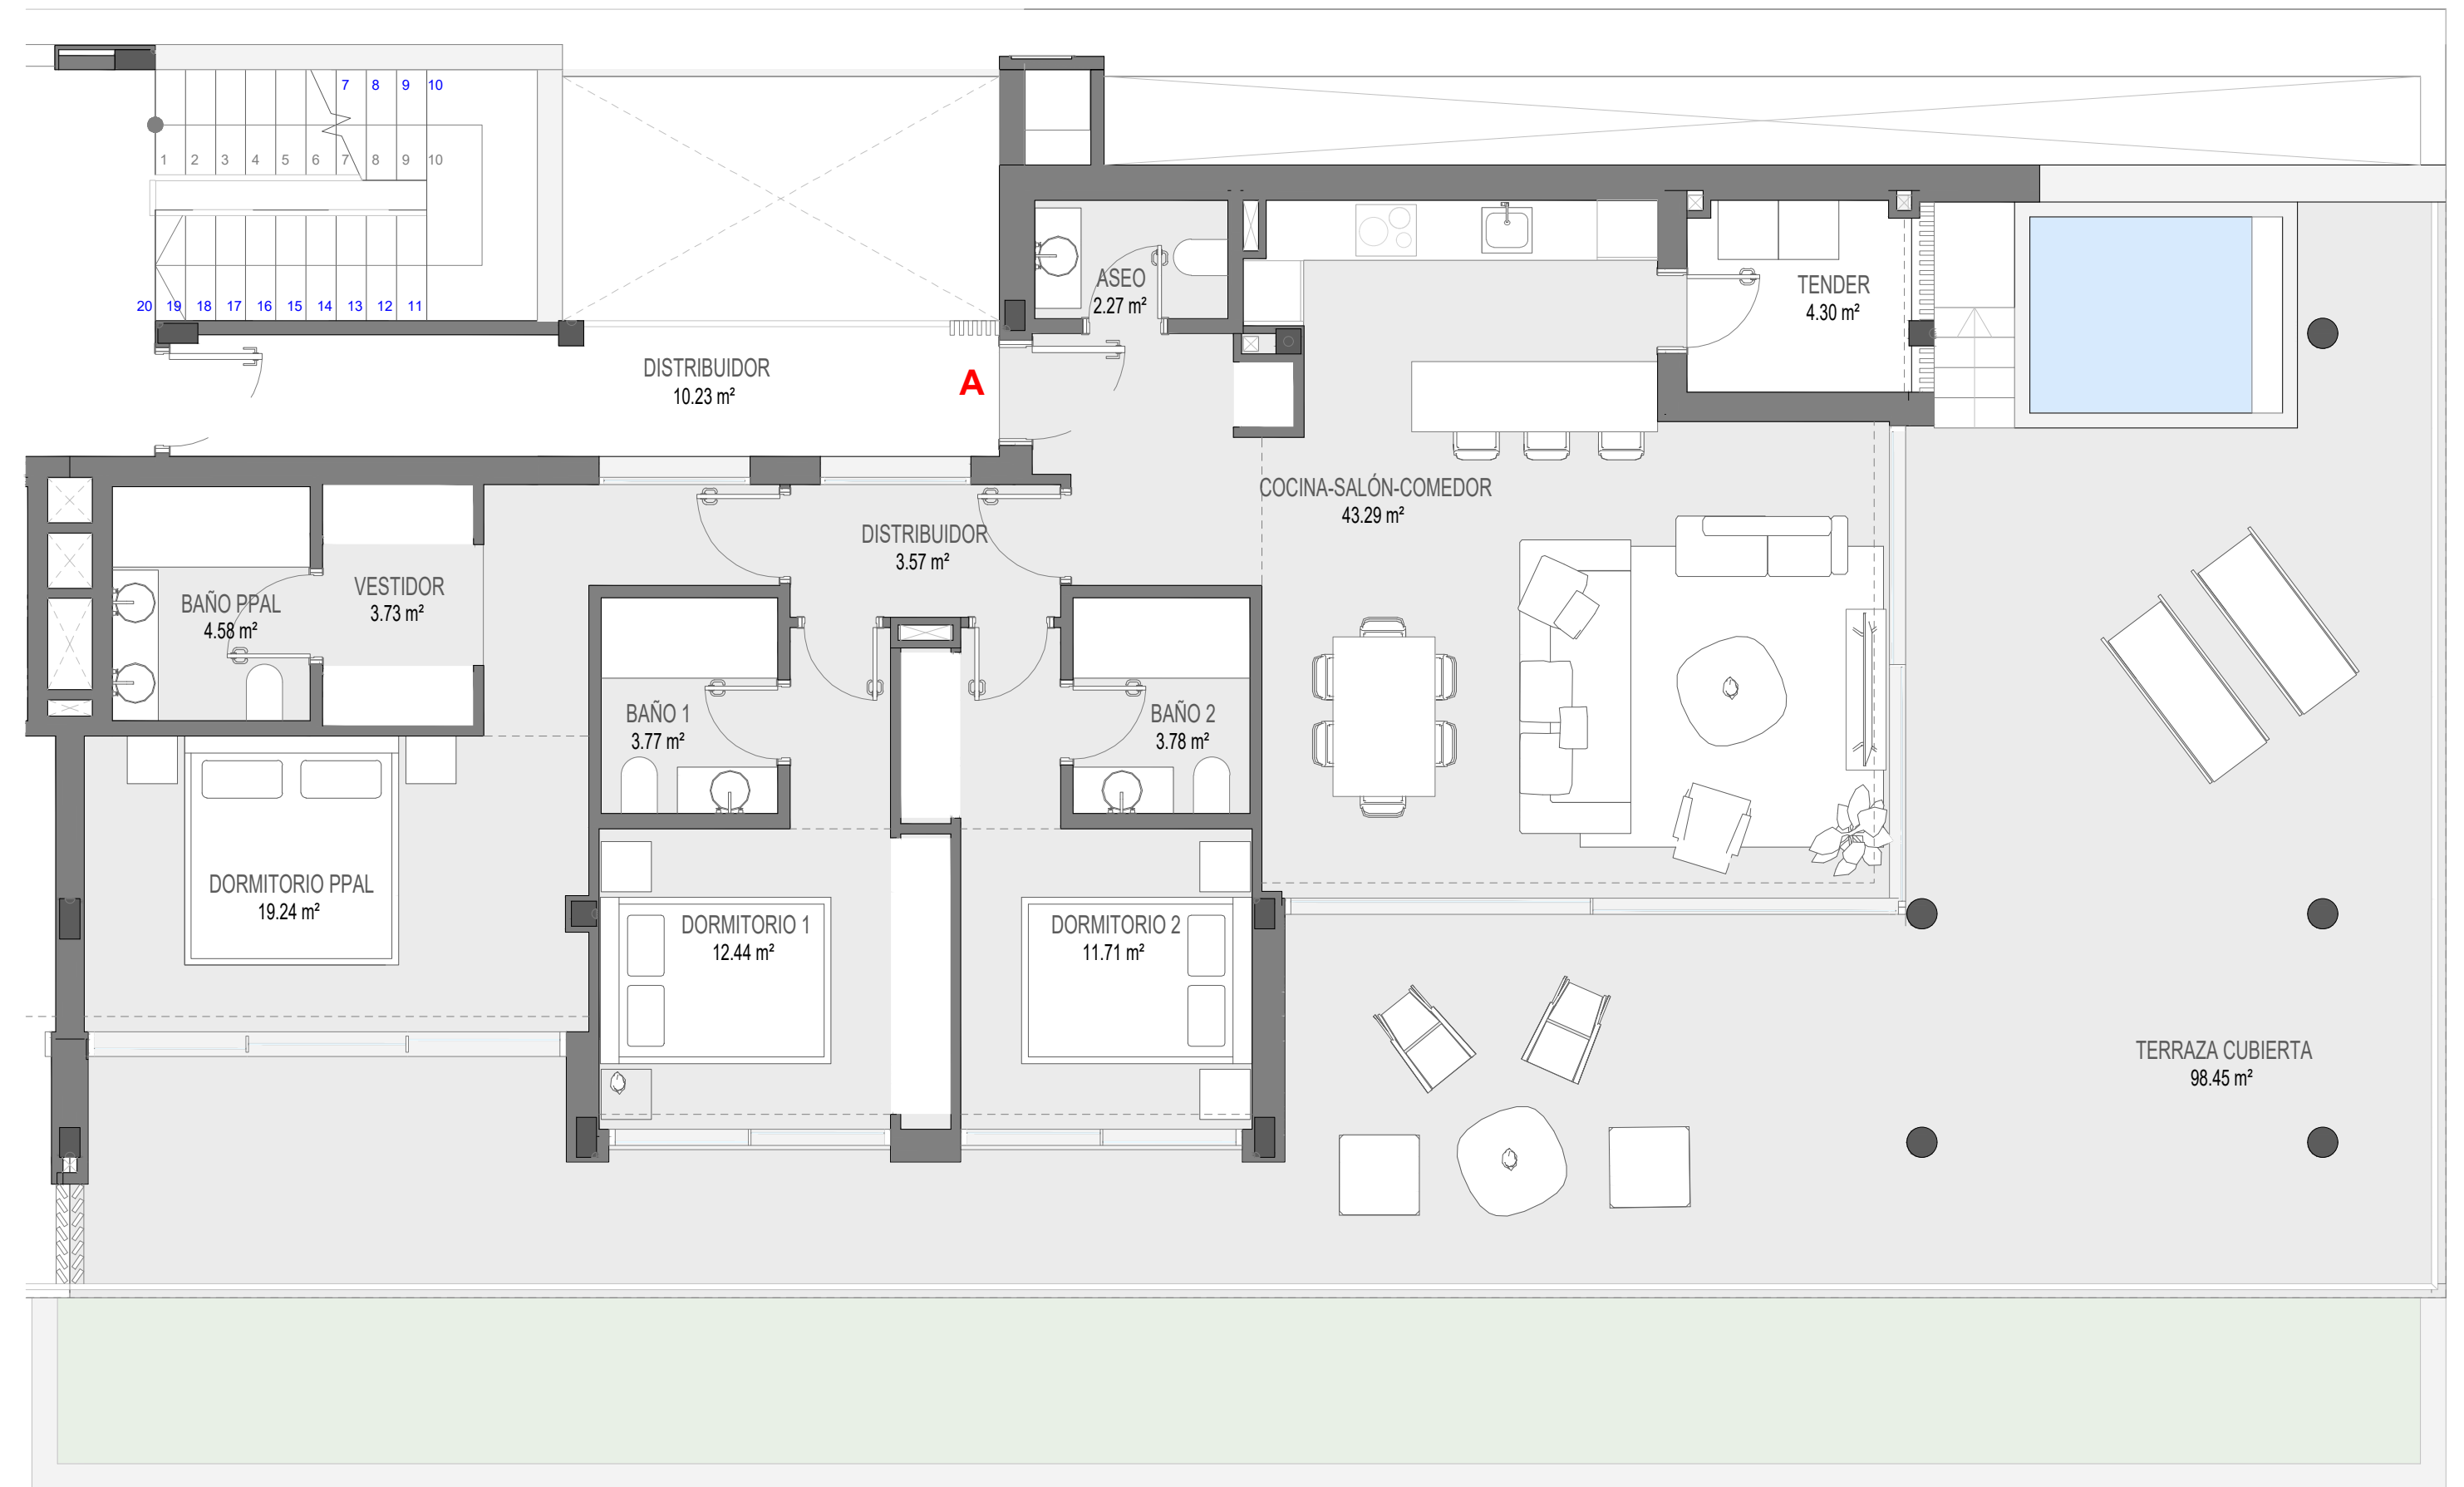 7 8 9 10
1 2 3 4 5 6 7 8 9 10
20 19 18 17 16 15 14 13 12 11
ASEO
2.27 m²
TENDER
4.30 m²
DISTRIBUIDOR
10.23 m²
A
COCINA-SALÓN-COMEDOR
43.29 m²
DISTRIBUIDOR
3.57 m²
VESTIDOR
3.73 m²
BAÑO PPAL
4.58 m²
BAÑO 1
3.77 m²
BAÑO 2
3.78 m²
DORMITORIO PPAL
19.24 m²
DORMITORIO 1
12.44 m²
DORMITORIO 2
11.71 m²
TERRAZA CUBIERTA
98.45 m²